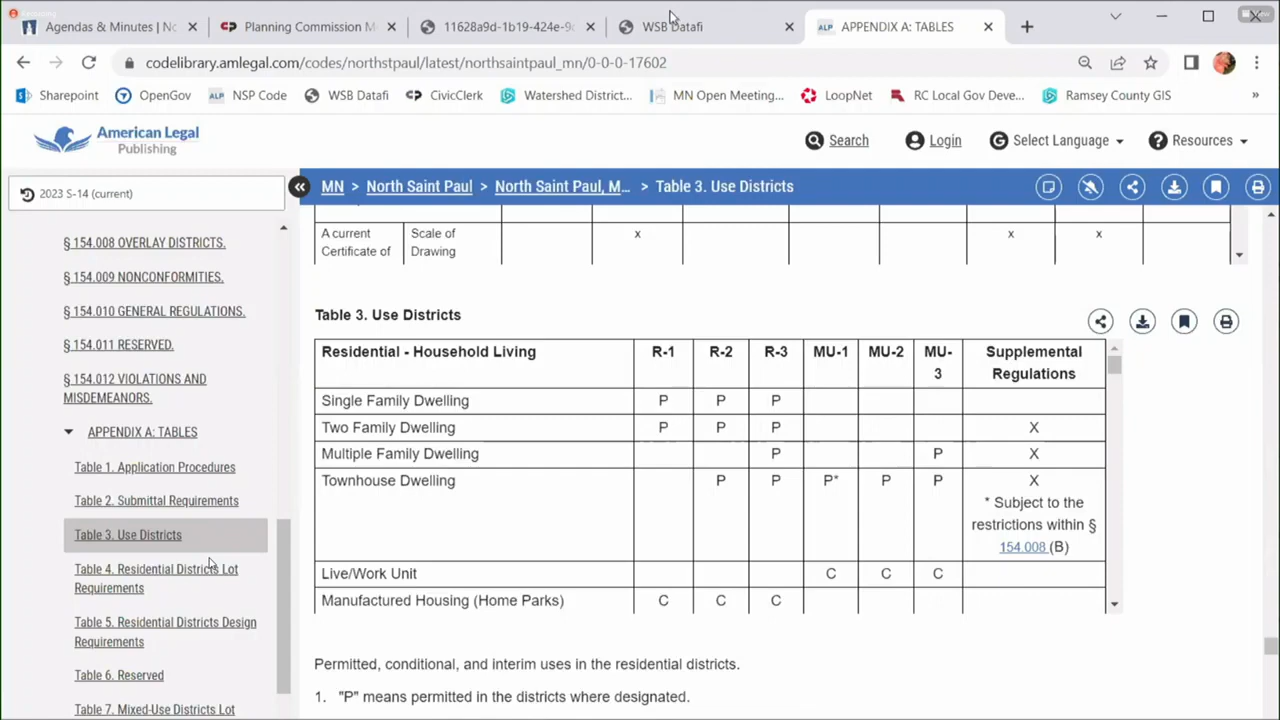 Agendas & Minutes | Nc
Planning Commission M
11628a9d-1b19-424e-9
WSB Datafi
ALP
APPENDIX A: TABLES
codelibrary.amlegal.com/codes/northstpaul/latest/northsaintpaul_mn/0-0-0-17602
Sharepoint
OpenGov
ALP NSP Code
WSB Datafi
CivicClerk
Watershed District...
MN Open Meeting...
LoopNet
RC Local Gov Deve...
Ramsey County GIS
»
American Legal
Publishing
Search
Login
Select Language
Resources
2023 S-14 (current)
MN > North Saint Paul > North Saint Paul, M... > Table 3. Use Districts
§ 154.008 OVERLAY DISTRICTS.
§ 154.009 NONCONFORMITIES.
§ 154.010 GENERAL REGULATIONS.
§ 154.011 RESERVED.
§ 154.012 VIOLATIONS AND
MISDEMEANORS.
APPENDIX A: TABLES
Table 1. Application Procedures
Table 2. Submittal Requirements
Table 3. Use Districts
Table 4. Residential Districts Lot
Requirements
Table 5. Residential Districts Design
Requirements
Table 6. Reserved
Table 7. Mixed-Use Districts Lot
A current Scale of x x x
Certificate of Drawing
Table 3. Use Districts
Residential - Household Living R-1 R-2 R-3 MU-1 MU-2 MU- Supplemental
3 Regulations
Single Family Dwelling P P P
Two Family Dwelling P P P X
Multiple Family Dwelling P P X
Townhouse Dwelling P P P* P P X
* Subject to the
restrictions within §
154.008 (B)
Live/Work Unit C C C
Manufactured Housing (Home Parks) C C C
Permitted, conditional, and interim uses in the residential districts.
1. "P" means permitted in the districts where designated.